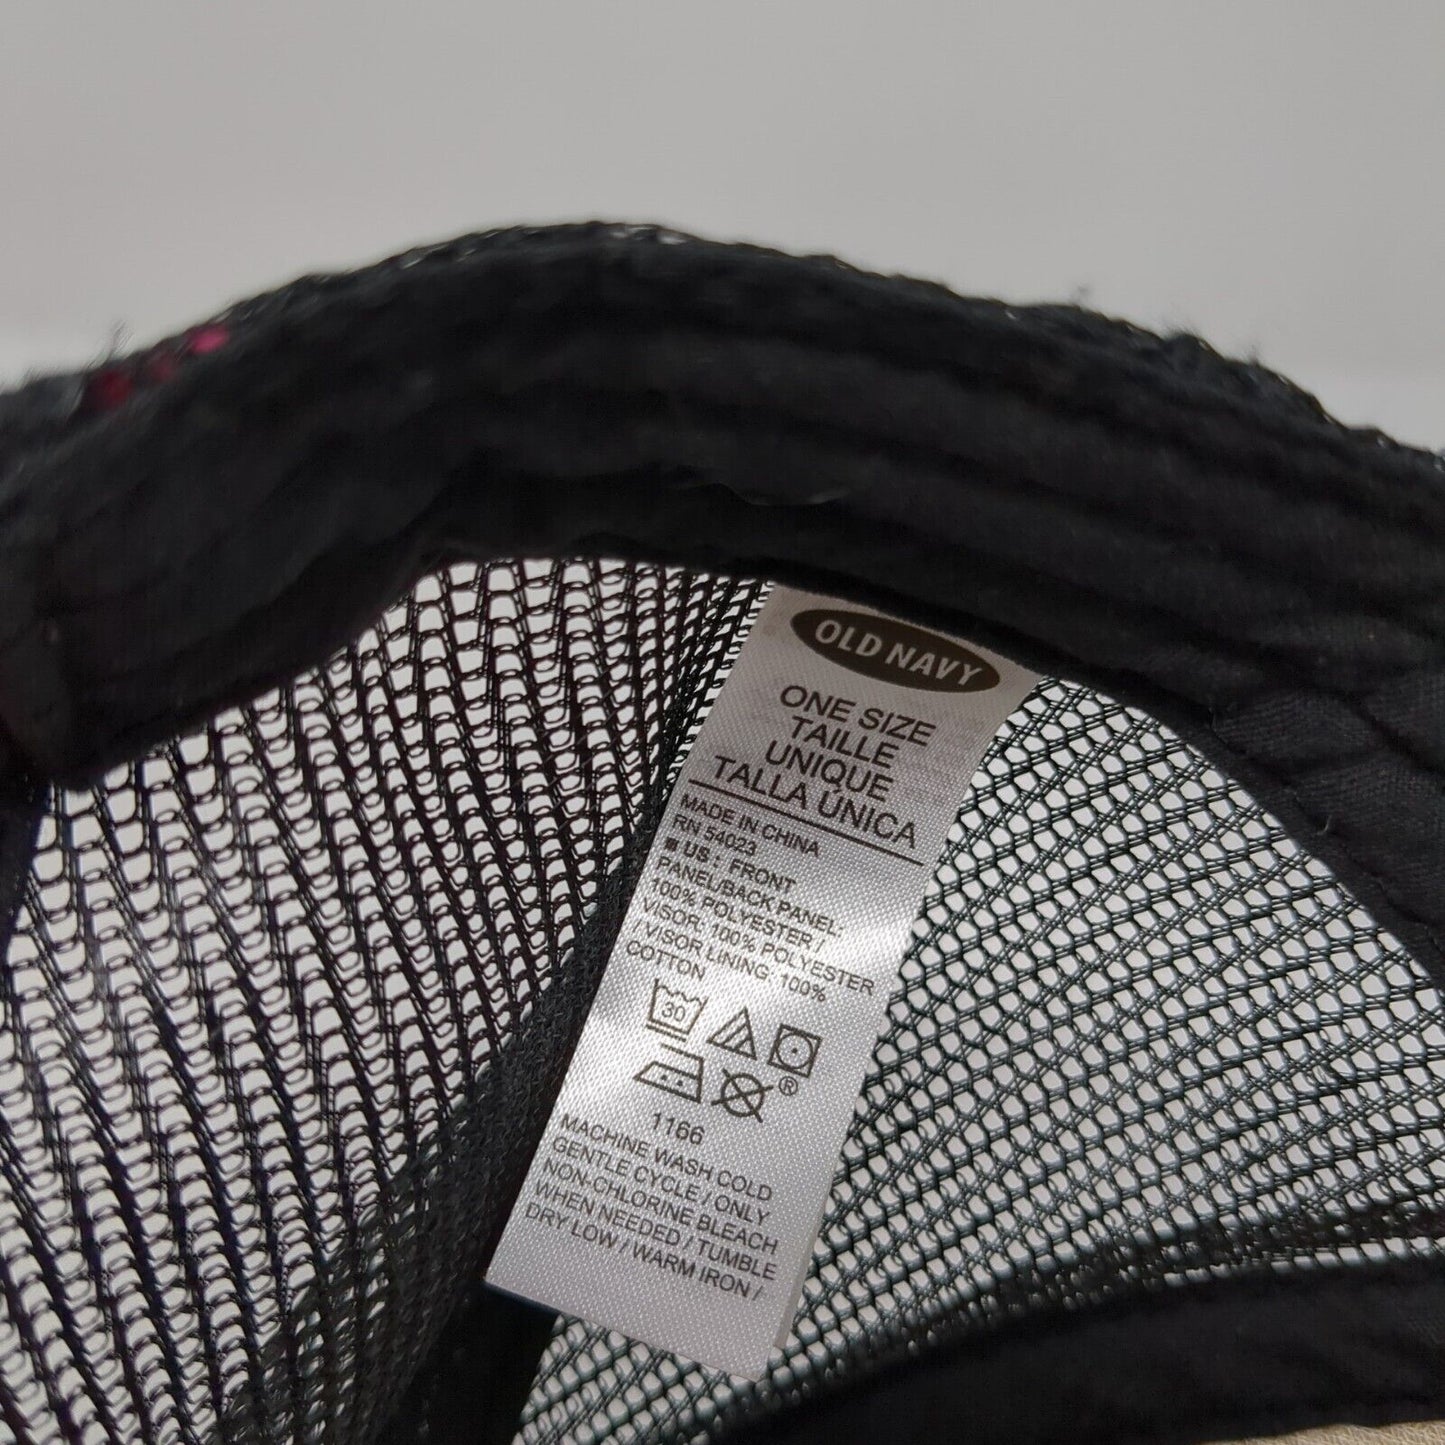 OLD NAVY
ONE SIZE
TAILLE
UNIQUE
TALLA ÚNICA
MADE IN CHINA
RN 54023
■ US : FRONT
PANEL/BACK PANEL:
100% POLYESTER /
VISOR: 100% POLYESTER
/ VISOR LINING: 100%
COTTON
30
®
1166
MACHINE WASH COLD
GENTLE CYCLE / ONLY
NON-CHLORINE BLEACH
WHEN NEEDED / TUMBLE
DRY LOW / WARM IRON /